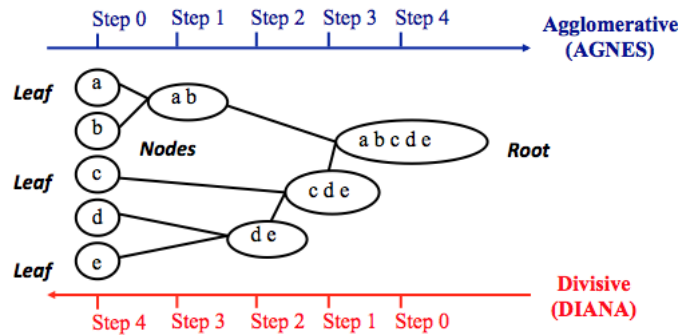 Step 0 Step 1 Step 2 Step 3 Step 4
Agglomerative
(AGNES)
Leaf
a
a b
b
Nodes
a b c d e
Root
Leaf
c
c d e
d
d e
Leaf
e
Step 4 Step 3 Step 2 Step 1 Step 0
Divisive
(DIANA)